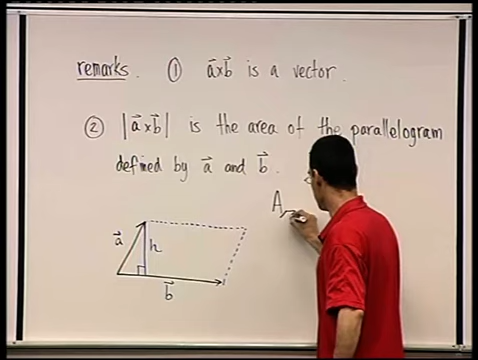 remarks. ① a⃗×b⃗ is a vector.
② |a⃗×b⃗| is the area of the parallelogram
defined by a⃗ and b⃗.
A
a⃗ h
b⃗